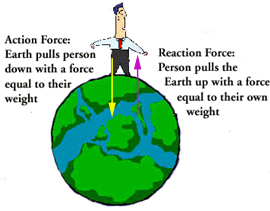 Action Force:
Earth pulls person
down with a force
equal to their
weight
Reaction Force:
Person pulls the
Earth up with a force
equal to their own
weight